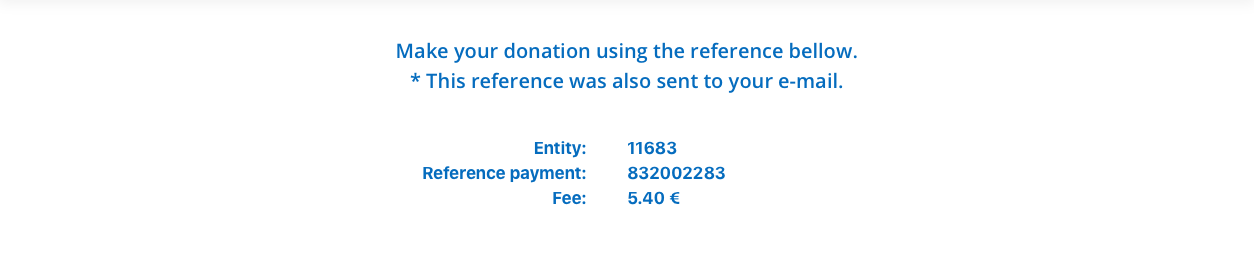 Make your donation using the reference bellow.
* This reference was also sent to your e-mail.
Entity: 11683
Reference payment: 832002283
Fee: 5.40 €